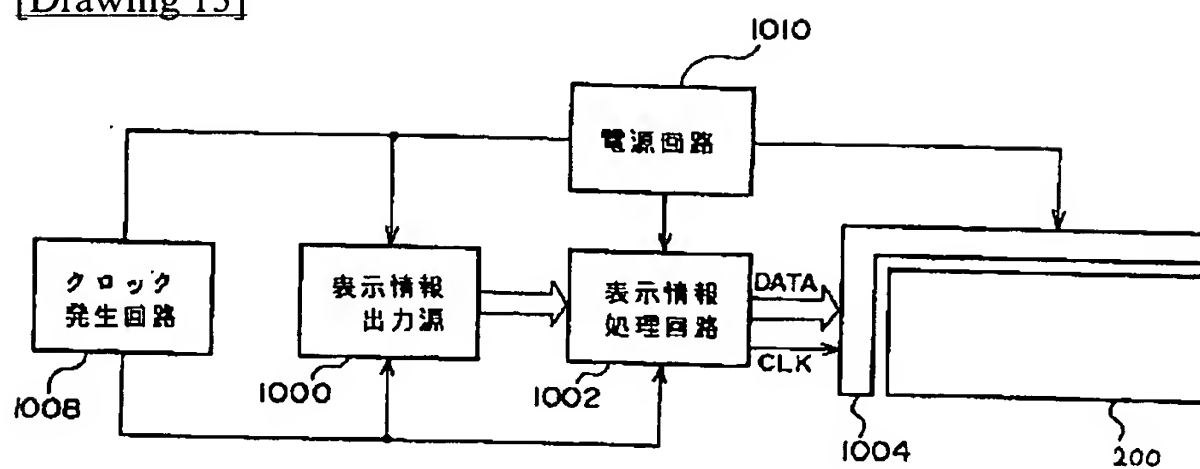 [Drawing 13]
1010
電源回路
クロック
発生回路
表示情報
出力源
表示情報
処理回路
DATA
CLK
1008
1000
1002
1004
200